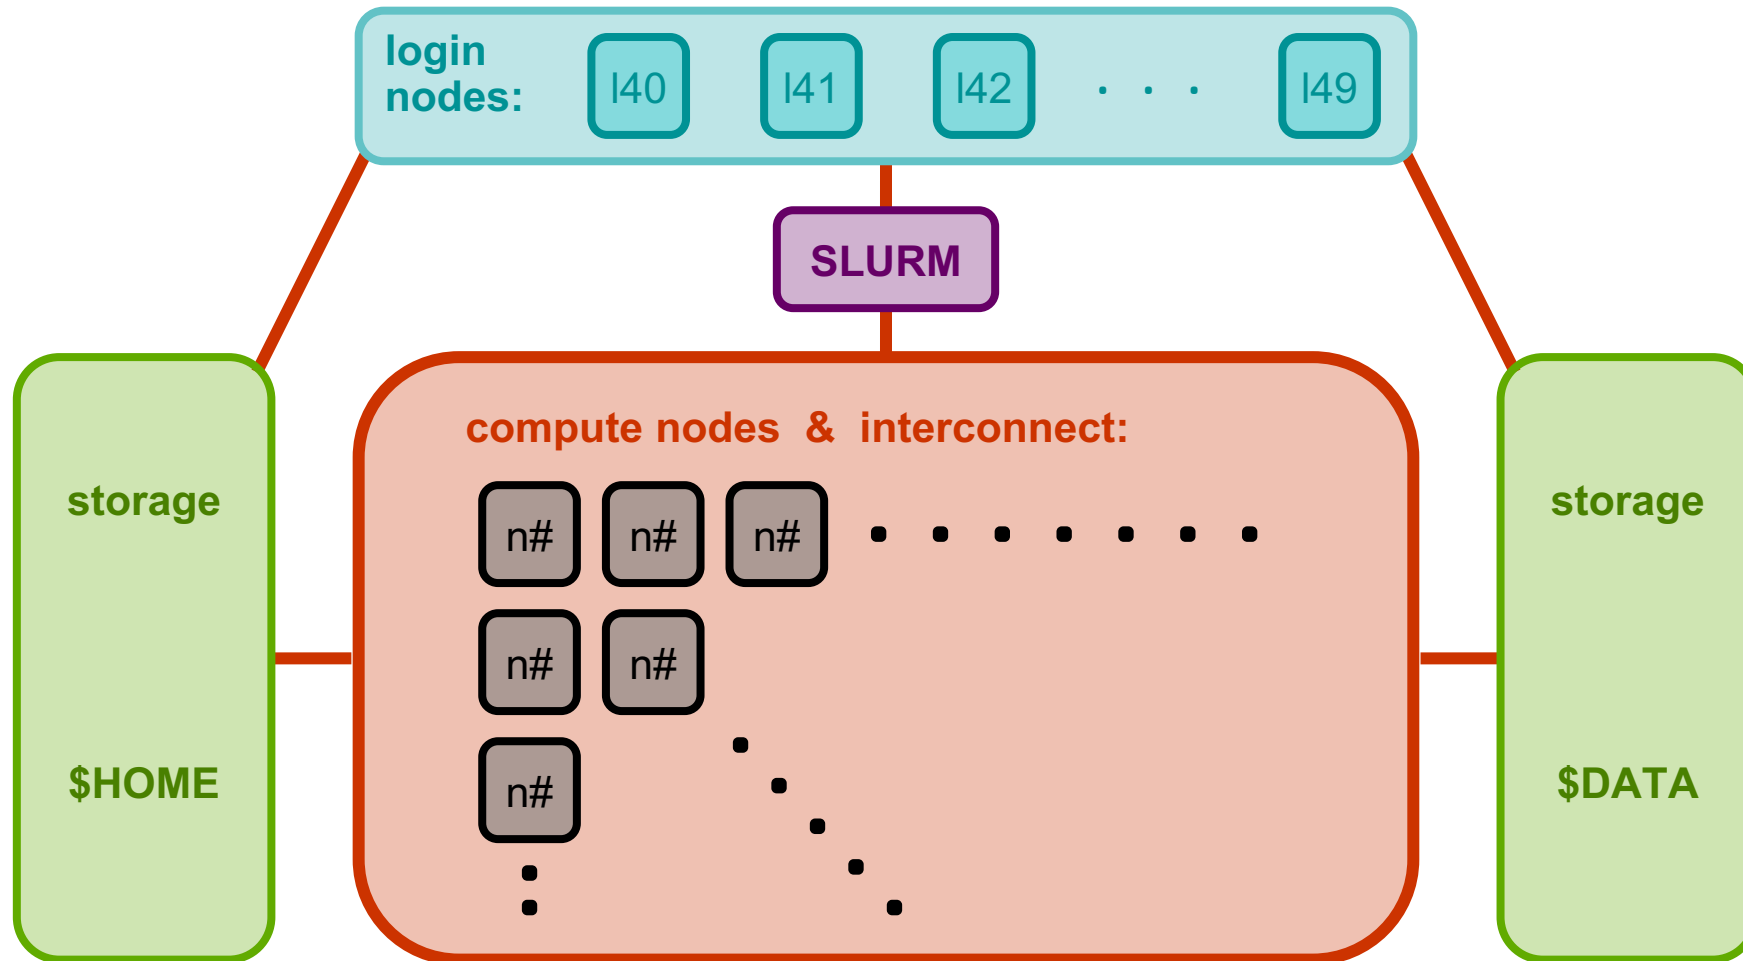 login
nodes:
l40 l41 l42 . . . l49
SLURM
compute nodes & interconnect:
n# n# n#
n# n#
n#
storage
$HOME
storage
$DATA